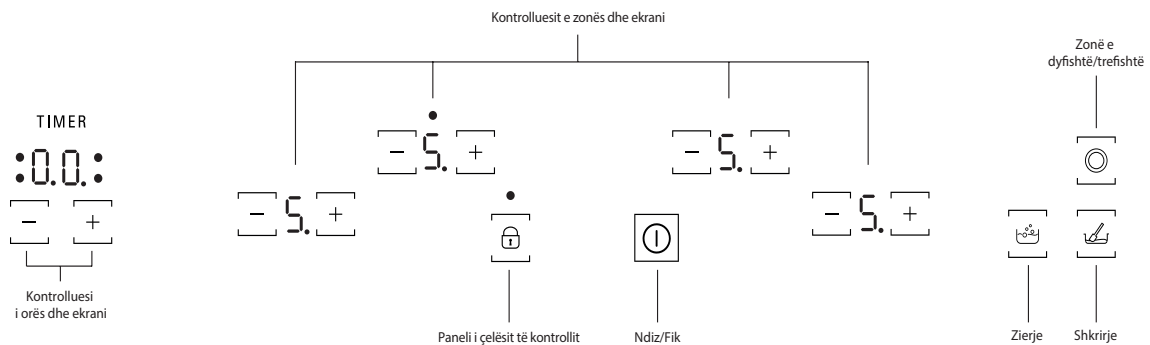 Kontrolluesit e zonës dhe ekrani
Zonë e
dyfishtë/trefishtë
TIMER
0.0.
- +
- 5. +
- 5. +
- 5. +
- 5. +
Kontrolluesi
i orës dhe ekrani
Paneli i çelësit të kontrollit
Ndiz/Fik
Zierje
Shkrirje